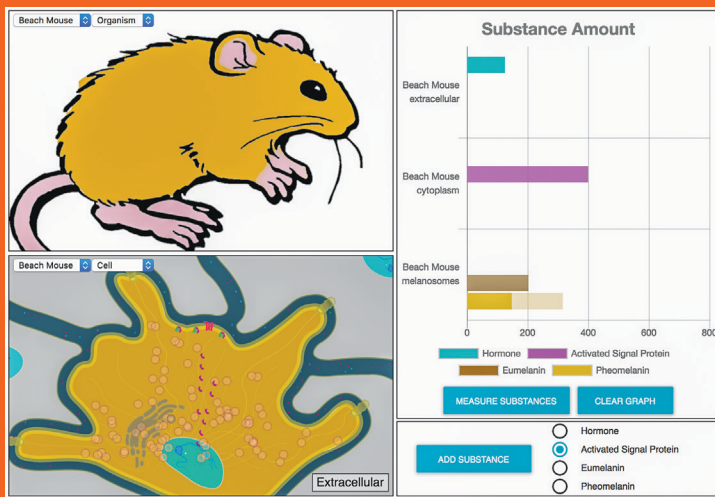 Beach Mouse Organism
Beach Mouse Cell
Extracellular
Substance Amount
Beach Mouse
extracellular
Beach Mouse
cytoplasm
Beach Mouse
melanosomes
0 200 400 600 800
Hormone Activated Signal Protein
Eumelanin Pheomelanin
MEASURE SUBSTANCES CLEAR GRAPH
ADD SUBSTANCE
Hormone
Activated Signal Protein
Eumelanin
Pheomelanin